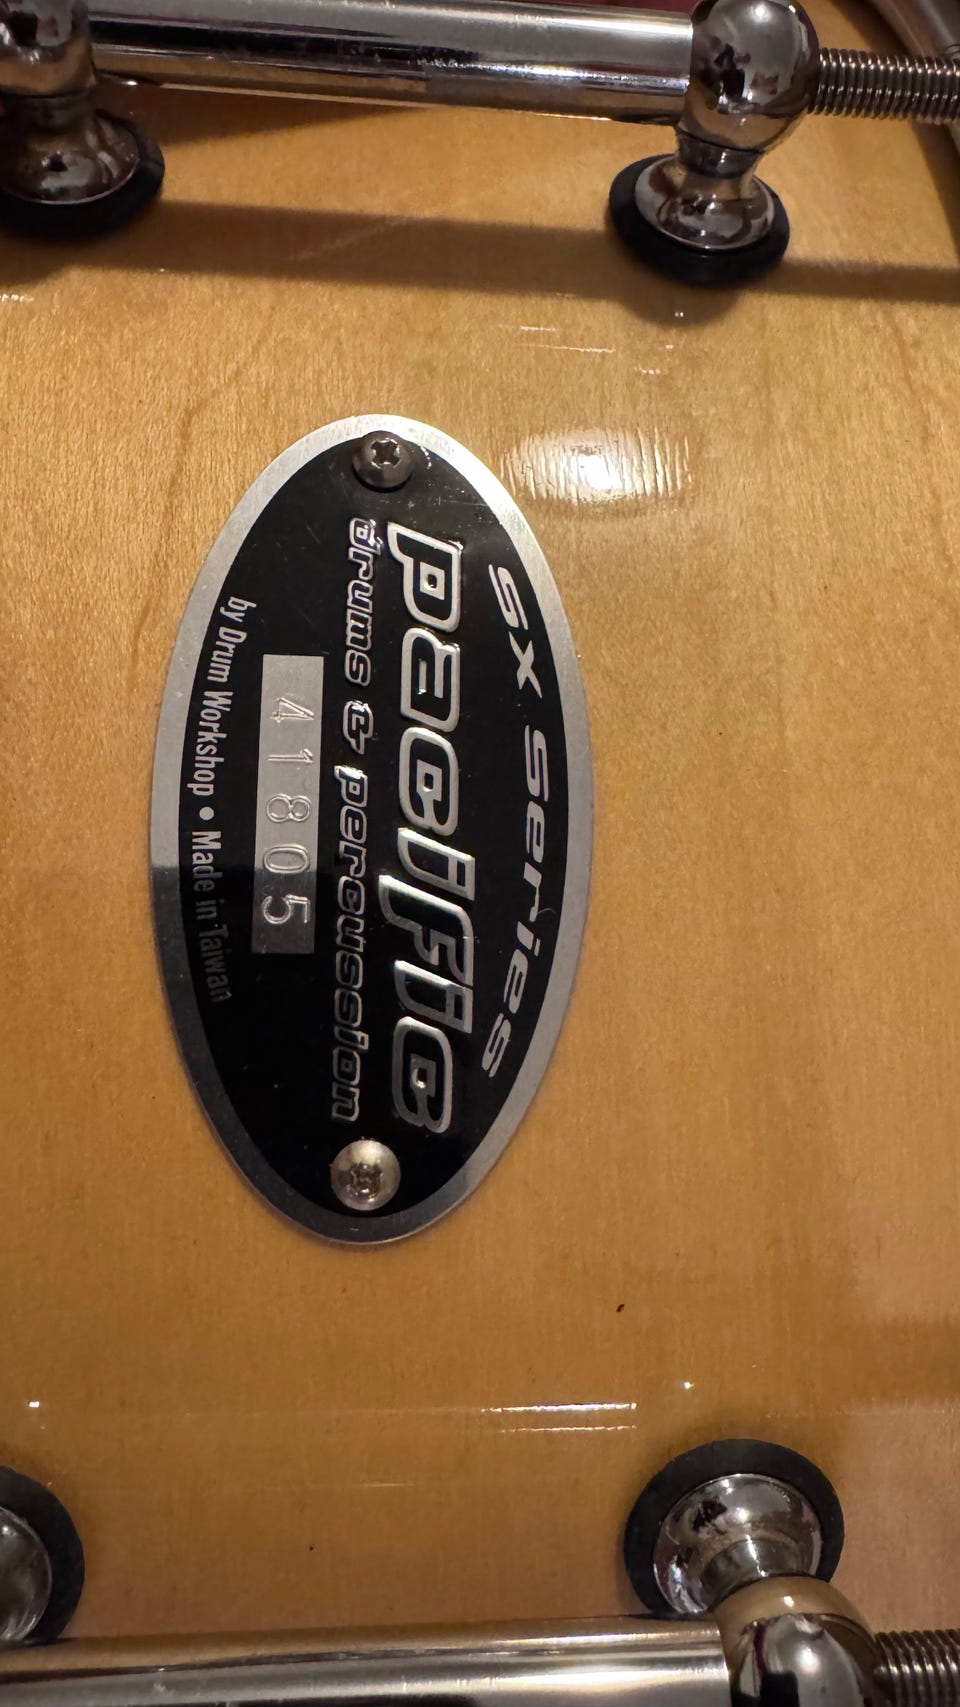 SX Series
pacific
drums & percussion
41805
by Drum Workshop • Made in Taiwan